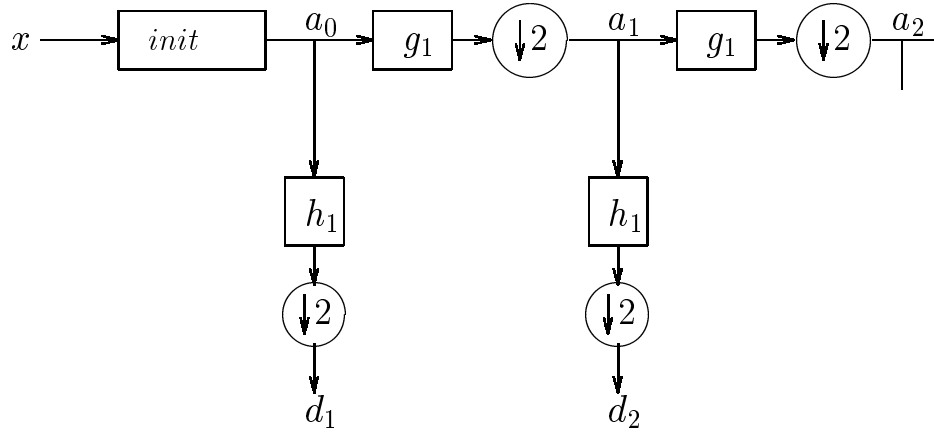 x init a₀ g₁ ↓2 a₁ g₁ ↓2 a₂
h₁ h₁
↓2 ↓2
d₁ d₂